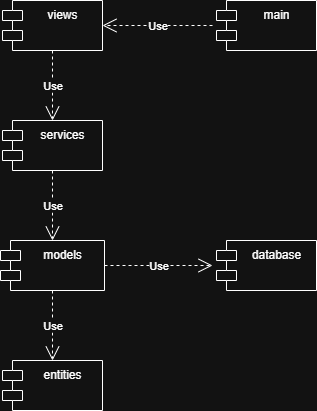 views
main
Use
Use
services
Use
models
database
Use
Use
entities